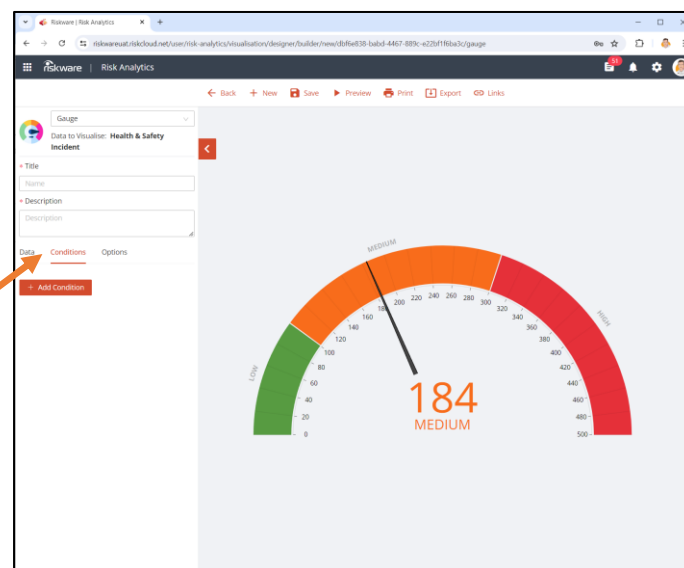 Riskware | Risk Analytics
riskwareuat.riskcloud.net/user/risk-analytics/visualisation/designer/builder/new/dbf6e838-babd-4467-889c-e22bf1f6ba3c/gauge
riskware | Risk Analytics
51
Back + New Save Preview Print Export Links
Gauge
Data to Visualise: Health & Safety
Incident
* Title
Name
* Description
Description
Data Conditions Options
+ Add Condition
LOW
MEDIUM
HIGH
0
20
40
60
80
100
120
140
160
180
200
220
240
260
280
300
320
340
360
380
400
420
440
460
480
500
184
MEDIUM